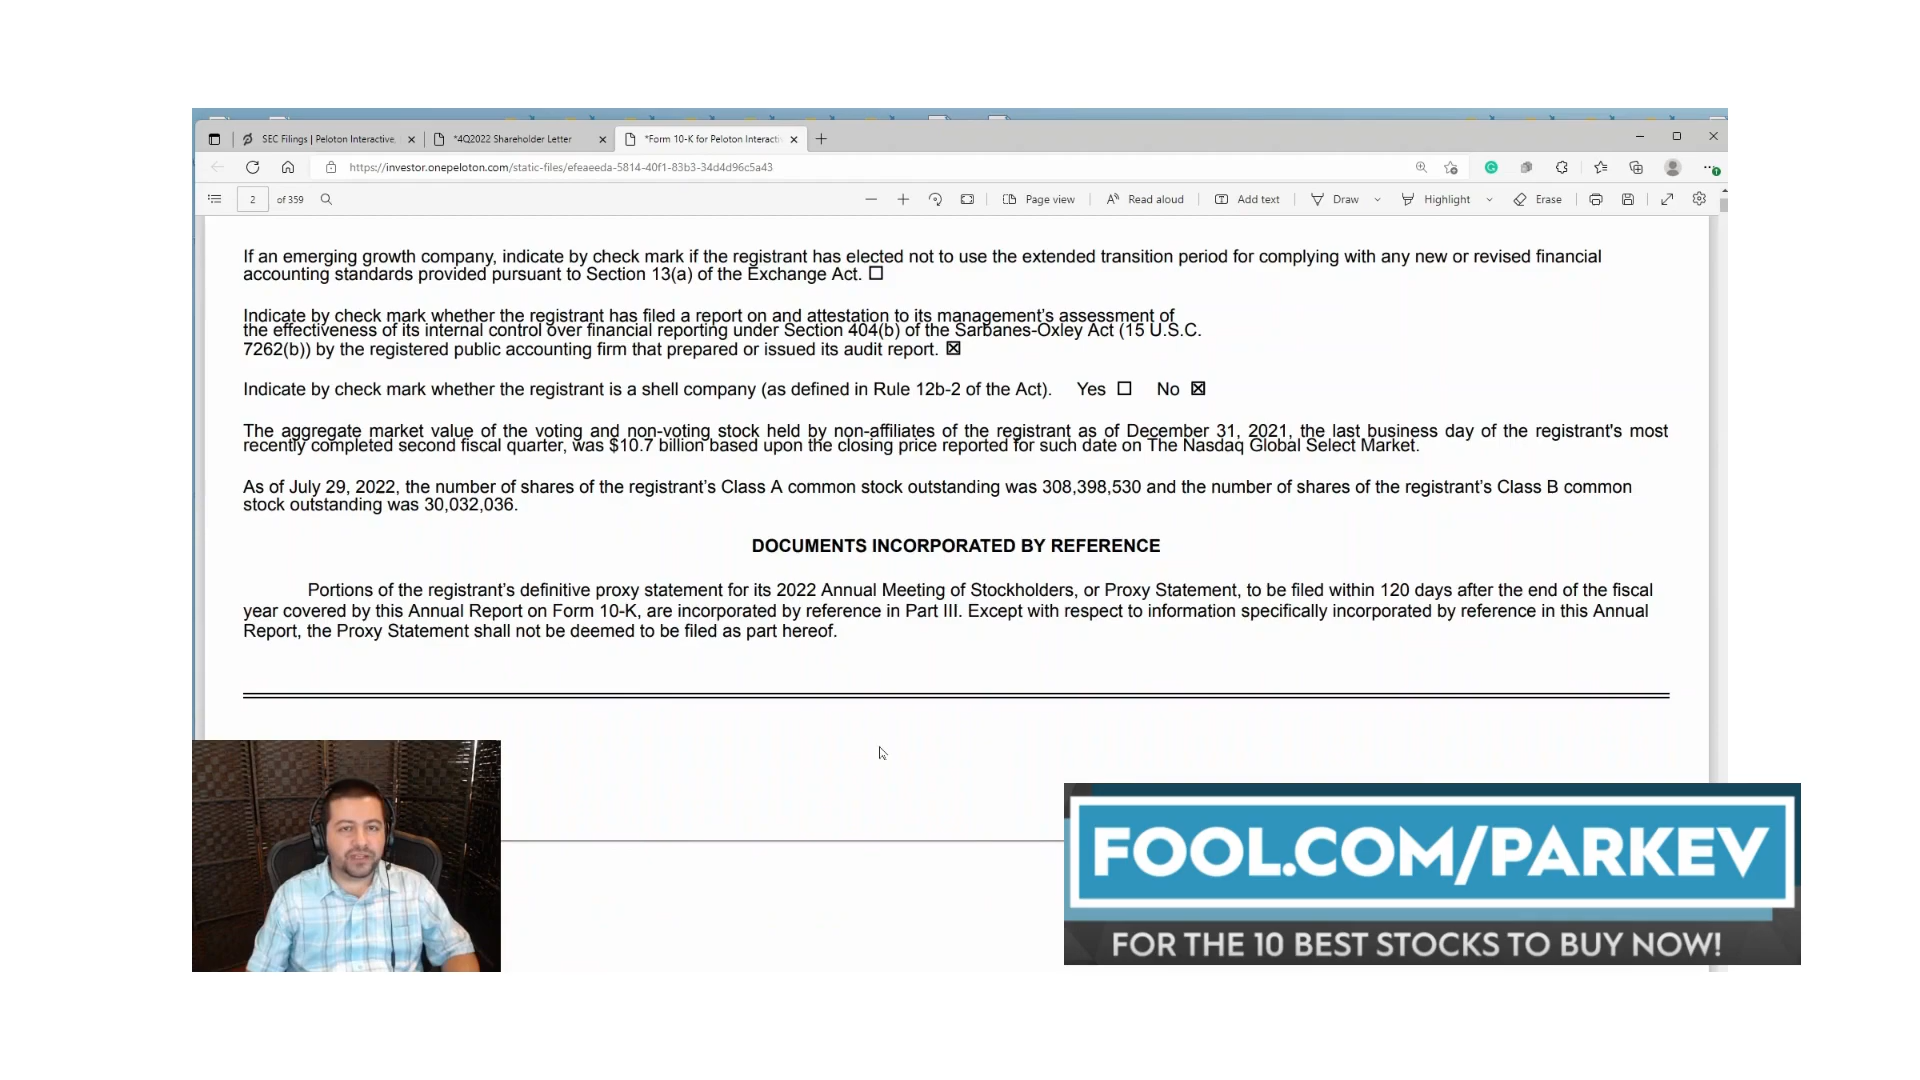 SEC Filings | Peloton Interactive,
*4Q2022 Shareholder Letter
*Form 10-K for Peloton Interacti
https://investor.onepeloton.com/static-files/efeaeeda-5814-40f1-83b3-34d4d96c5a43
2 of 359
Page view
Read aloud
Add text
Draw
Highlight
Erase
If an emerging growth company, indicate by check mark if the registrant has elected not to use the extended transition period for complying with any new or revised financial
accounting standards provided pursuant to Section 13(a) of the Exchange Act. ☐
Indicate by check mark whether the registrant has filed a report on and attestation to its management’s assessment of
the effectiveness of its internal control over financial reporting under Section 404(b) of the Sarbanes-Oxley Act (15 U.S.C.
7262(b)) by the registered public accounting firm that prepared or issued its audit report. ☒
Indicate by check mark whether the registrant is a shell company (as defined in Rule 12b-2 of the Act). Yes ☐ No ☒
The aggregate market value of the voting and non-voting stock held by non-affiliates of the registrant as of December 31, 2021, the last business day of the registrant's most
recently completed second fiscal quarter, was $10.7 billion based upon the closing price reported for such date on The Nasdaq Global Select Market.
As of July 29, 2022, the number of shares of the registrant’s Class A common stock outstanding was 308,398,530 and the number of shares of the registrant’s Class B common
stock outstanding was 30,032,036.
DOCUMENTS INCORPORATED BY REFERENCE
Portions of the registrant’s definitive proxy statement for its 2022 Annual Meeting of Stockholders, or Proxy Statement, to be filed within 120 days after the end of the fiscal
year covered by this Annual Report on Form 10-K, are incorporated by reference in Part III. Except with respect to information specifically incorporated by reference in this Annual
Report, the Proxy Statement shall not be deemed to be filed as part hereof.
FOOL.COM/PARKEV
FOR THE 10 BEST STOCKS TO BUY NOW!